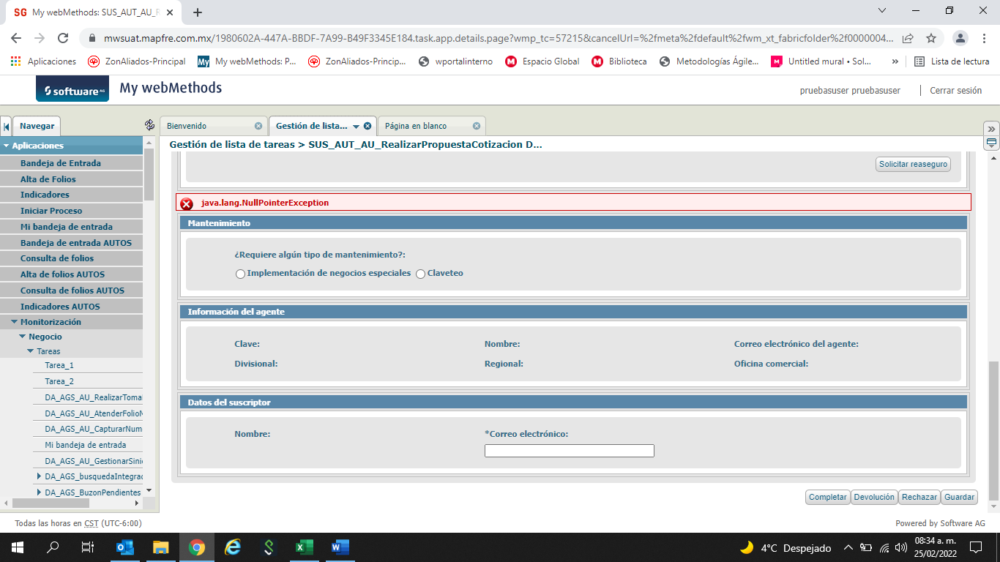 SG My webMethods: SUS_AUT_AU_R
mwsuat.mapfre.com.mx/1980602A-447A-BBDF-7A99-B49F3345E184.task.app.details.page?wmp_tc=57215&cancelUrl=%2fmeta%2fdefault%2fwm_xt_fabricfolder%2f0000004...
Aplicaciones ZonAliados-Principal My My webMethods: P... ZonAliados-Princip... wportalinterno Espacio Global Biblioteca Metodologías Ágile... Untitled mural • Sol... » Lista de lectura
software AG My webMethods pruebasuser pruebasuser | Cerrar sesión
Navegar Bienvenido Gestión de lista... Página en blanco
Aplicaciones
Gestión de lista de tareas > SUS_AUT_AU_RealizarPropuestaCotizacion D...
Bandeja de Entrada
Alta de Folios
Indicadores
Iniciar Proceso
Mi bandeja de entrada
Bandeja de entrada AUTOS
Consulta de folios
Alta de folios AUTOS
Consulta de folios AUTOS
Indicadores AUTOS
Monitorización
Negocio
Tareas
Tarea_1
Tarea_2
DA_AGS_AU_RealizarToma
DA_AGS_AU_AtenderFolioN
DA_AGS_AU_CapturarNum
Mi bandeja de entrada
DA_AGS_AU_GestionarSini
DA_AGS_busquedaIntegrad
DA_AGS_BuzonPendientes
Solicitar reaseguro
java.lang.NullPointerException
Mantenimiento
¿Requiere algún tipo de mantenimiento?:
Implementación de negocios especiales Claveteo
Información del agente
Clave: Nombre: Correo electrónico del agente:
Divisional: Regional: Oficina comercial:
Datos del suscriptor
Nombre: *Correo electrónico:
Completar Devolución Rechazar Guardar
Todas las horas en CST (UTC-6:00) Powered by Software AG
4°C Despejado 08:34 a. m.
25/02/2022